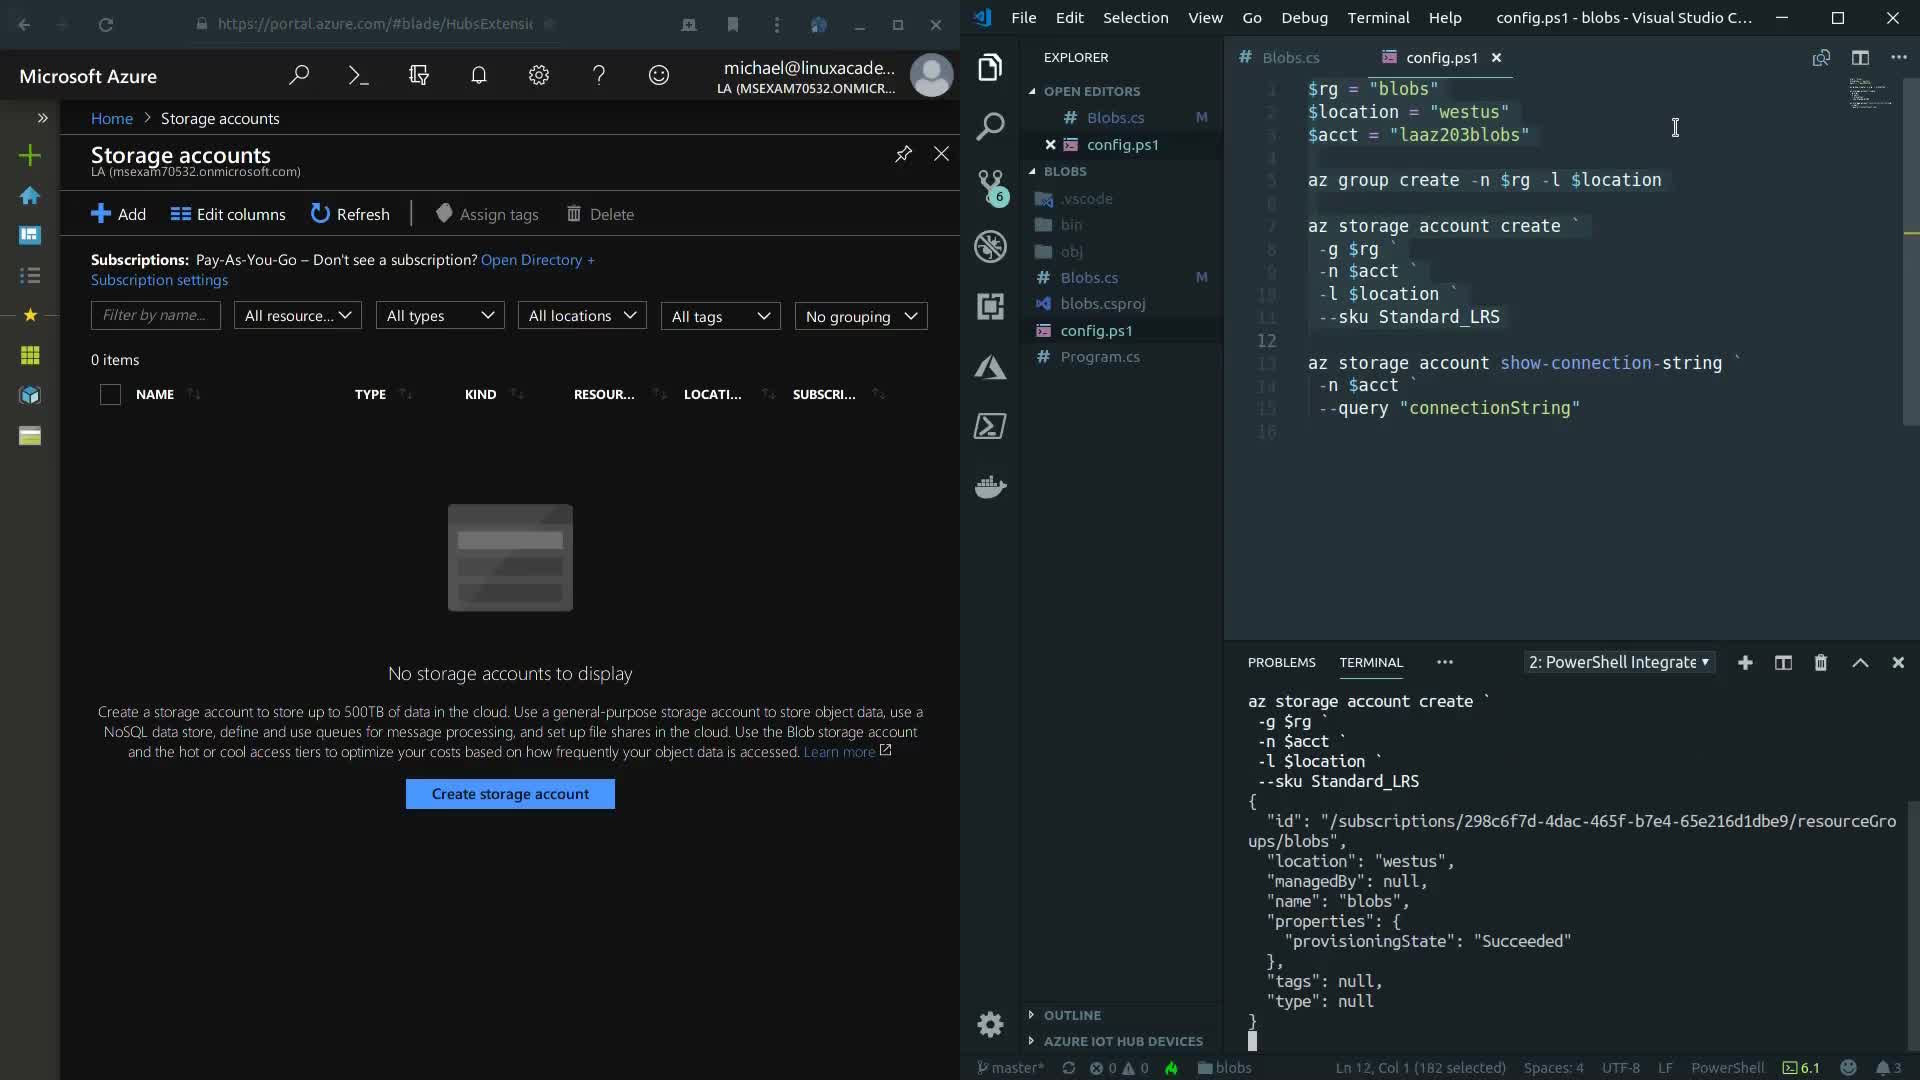 https://portal.azure.com/#blade/HubsExtensio
Microsoft Azure
michael@linuxacade...
LA (MSEXAM70532.ONMICR...
Home > Storage accounts
Storage accounts
LA (msexam70532.onmicrosoft.com)
Add Edit columns Refresh Assign tags Delete
Subscriptions: Pay-As-You-Go – Don't see a subscription? Open Directory +
Subscription settings
Filter by name... All resource... All types All locations All tags No grouping
0 items
NAME TYPE KIND RESOUR... LOCATI... SUBSCRI...
No storage accounts to display
Create a storage account to store up to 500TB of data in the cloud. Use a general-purpose storage account to store object data, use a
NoSQL data store, define and use queues for message processing, and set up file shares in the cloud. Use the Blob storage account
and the hot or cool access tiers to optimize your costs based on how frequently your object data is accessed. Learn more
Create storage account
File Edit Selection View Go Debug Terminal Help config.ps1 - blobs - Visual Studio C...
EXPLORER
OPEN EDITORS
# Blobs.cs M
config.ps1
BLOBS
.vscode
bin
obj
# Blobs.cs M
blobs.csproj
config.ps1
# Program.cs
OUTLINE
AZURE IOT HUB DEVICES
6
# Blobs.cs config.ps1
1 $rg = "blobs"
2 $location = "westus"
3 $acct = "laaz203blobs"
4
5 az group create -n $rg -l $location
6
7 az storage account create `
8 -g $rg `
9 -n $acct `
10 -l $location `
11 --sku Standard_LRS
12
13 az storage account show-connection-string `
14 -n $acct `
15 --query "connectionString"
16
PROBLEMS TERMINAL ... 2: PowerShell Integrate
az storage account create `
-g $rg `
-n $acct `
-l $location `
--sku Standard_LRS
{
"id": "/subscriptions/298c6f7d-4dac-465f-b7e4-65e216d1dbe9/resourceGro
ups/blobs",
"location": "westus",
"managedBy": null,
"name": "blobs",
"properties": {
"provisioningState": "Succeeded"
},
"tags": null,
"type": null
}
master* 0 0 blobs Ln 12, Col 1 (182 selected) Spaces: 4 UTF-8 LF PowerShell 6.1 3